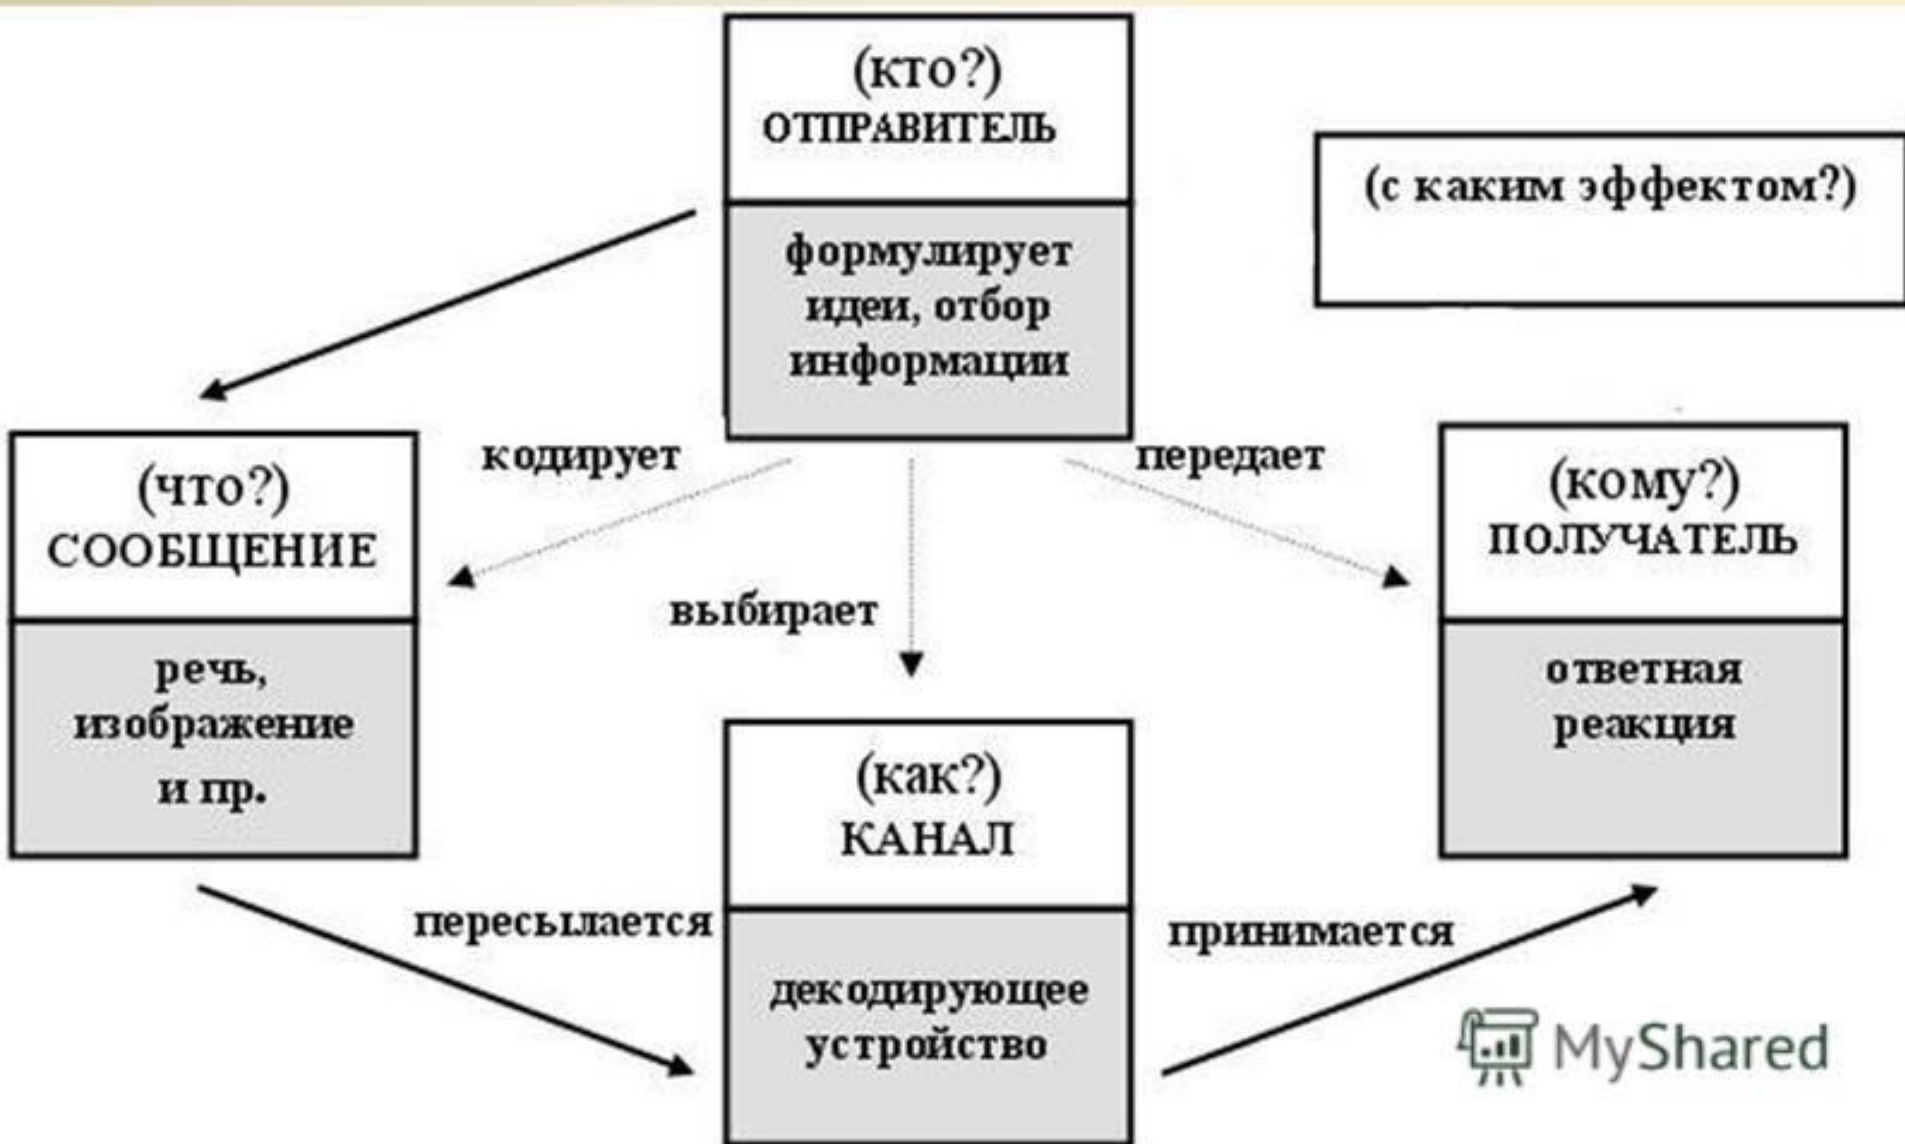 (кто?)
ОТПРАВИТЕЛЬ
формулирует
идеи, отбор
информации
(с каким эффектом?)
кодирует
передает
выбирает
(что?)
СООБЩЕНИЕ
речь,
изображение
и пр.
(кому?)
ПОЛУЧАТЕЛЬ
ответная
реакция
(как?)
КАНАЛ
декодирующее
устройство
пересылается
принимается
MyShared